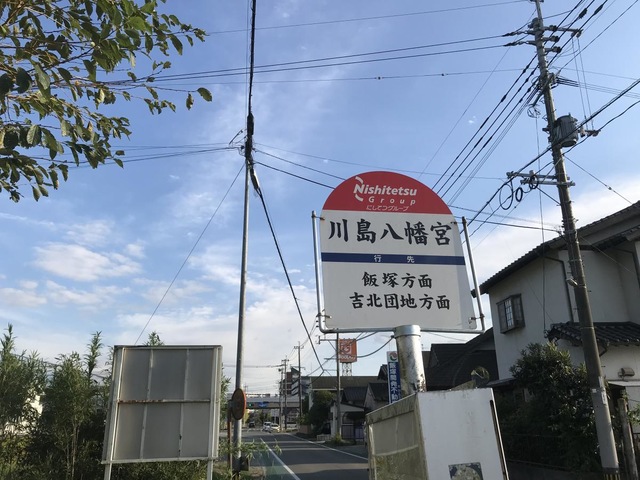 Nishitetsu
Group
にしてつグループ
川島八幡宮
行先
飯塚方面
吉北団地方面